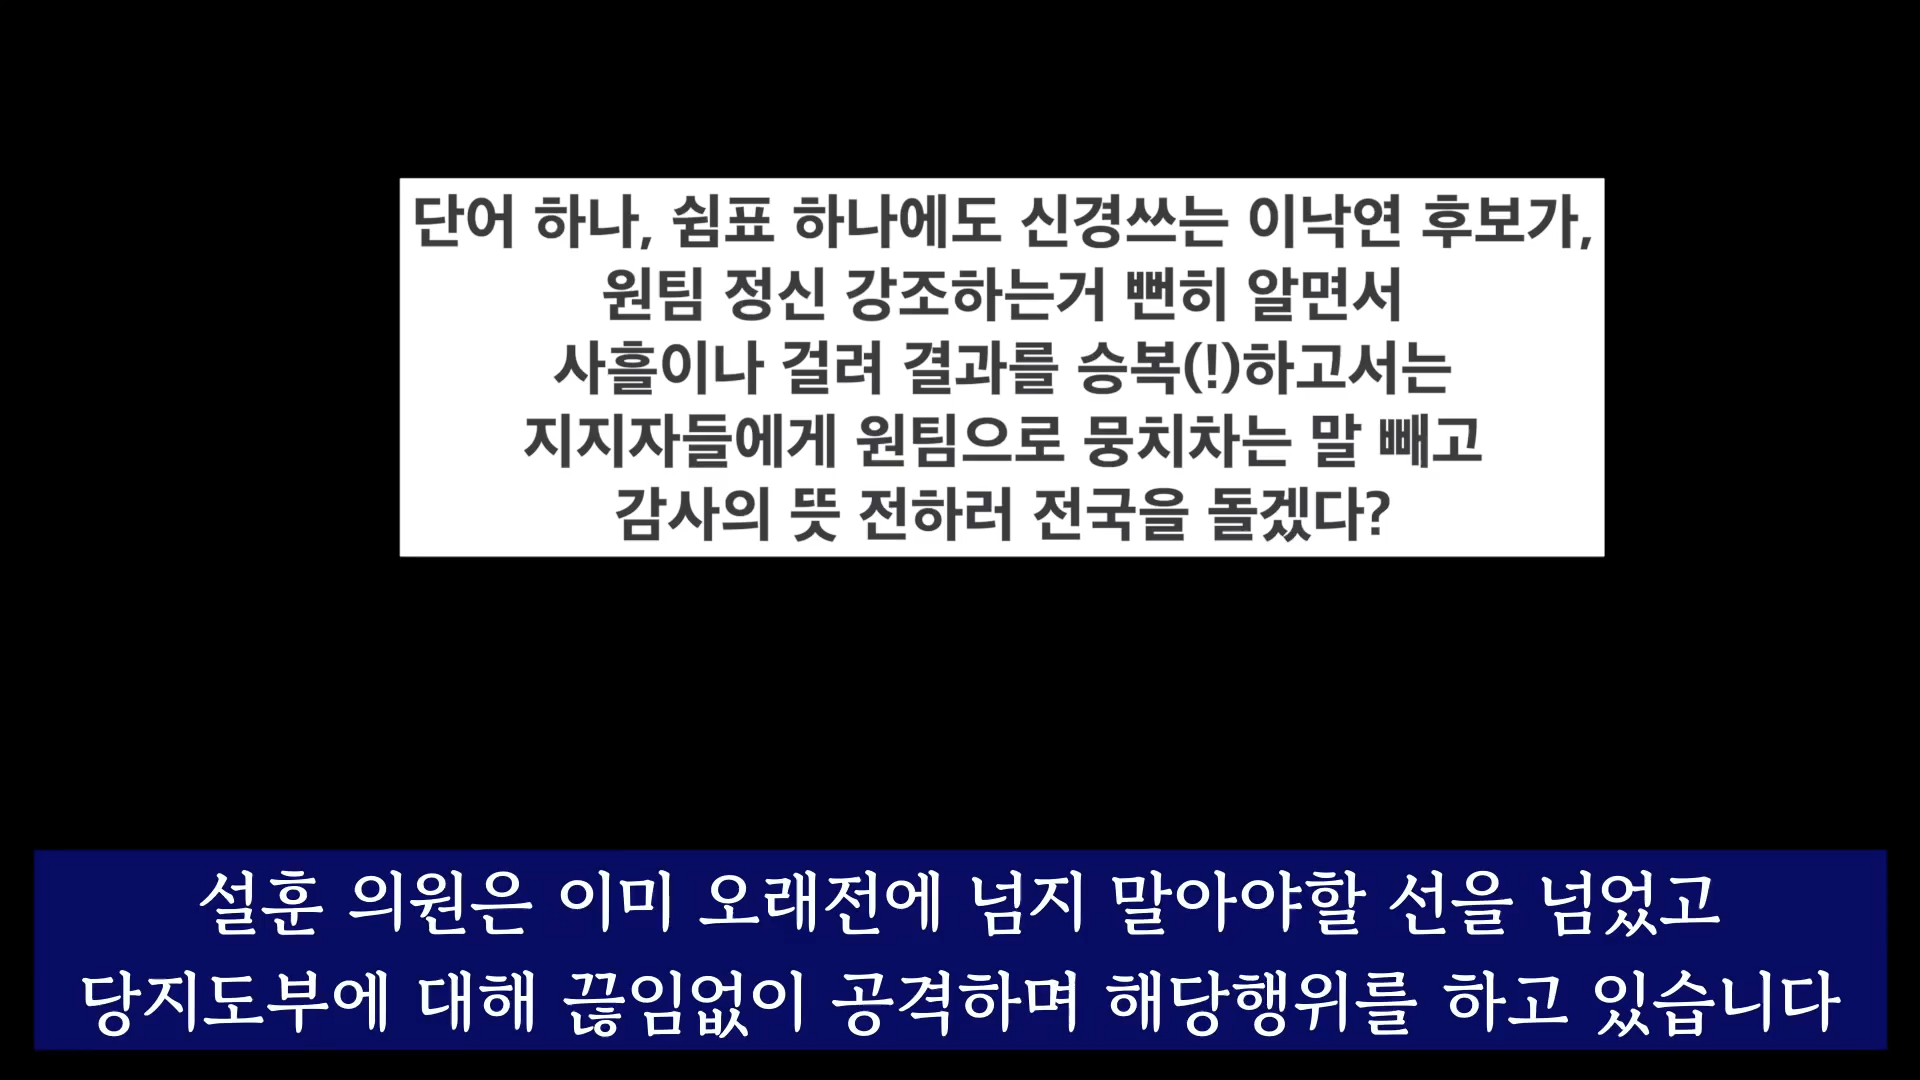 단어 하나, 쉼표 하나에도 신경쓰는 이낙연 후보가,
원팀 정신 강조하는거 뻔히 알면서
사흘이나 걸려 결과를 승복(!)하고서는
지지자들에게 원팀으로 뭉치자는 말 빼고
감사의 뜻 전하러 전국을 돌겠다?
설훈 의원은 이미 오래전에 넘지 말아야할 선을 넘었고
당지도부에 대해 끊임없이 공격하며 해당행위를 하고 있습니다